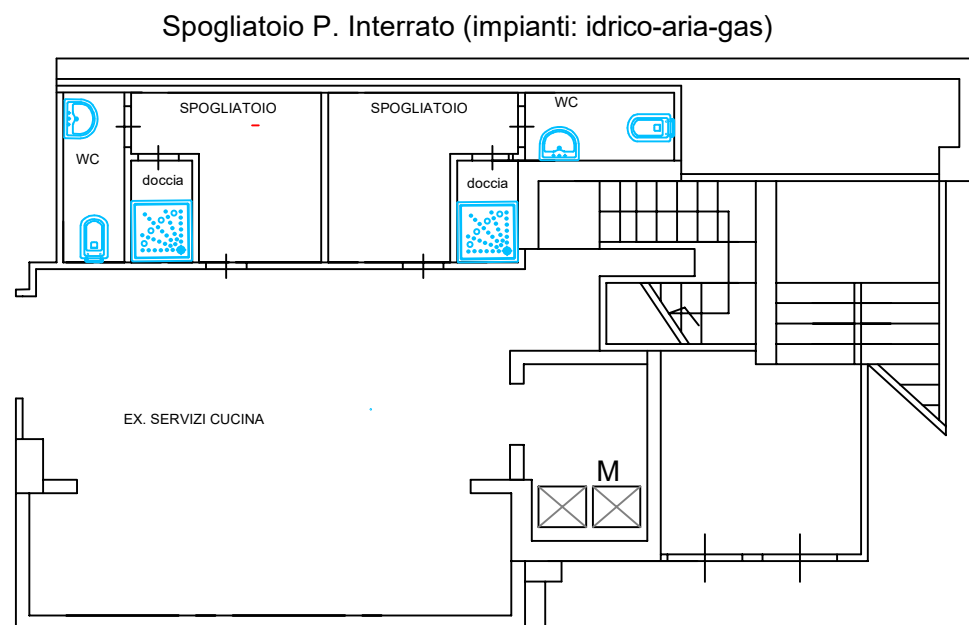 Spogliatoio P. Interrato (impianti: idrico-aria-gas)
SPOGLIATOIO
SPOGLIATOIO
WC
WC
doccia
doccia
EX. SERVIZI CUCINA
M